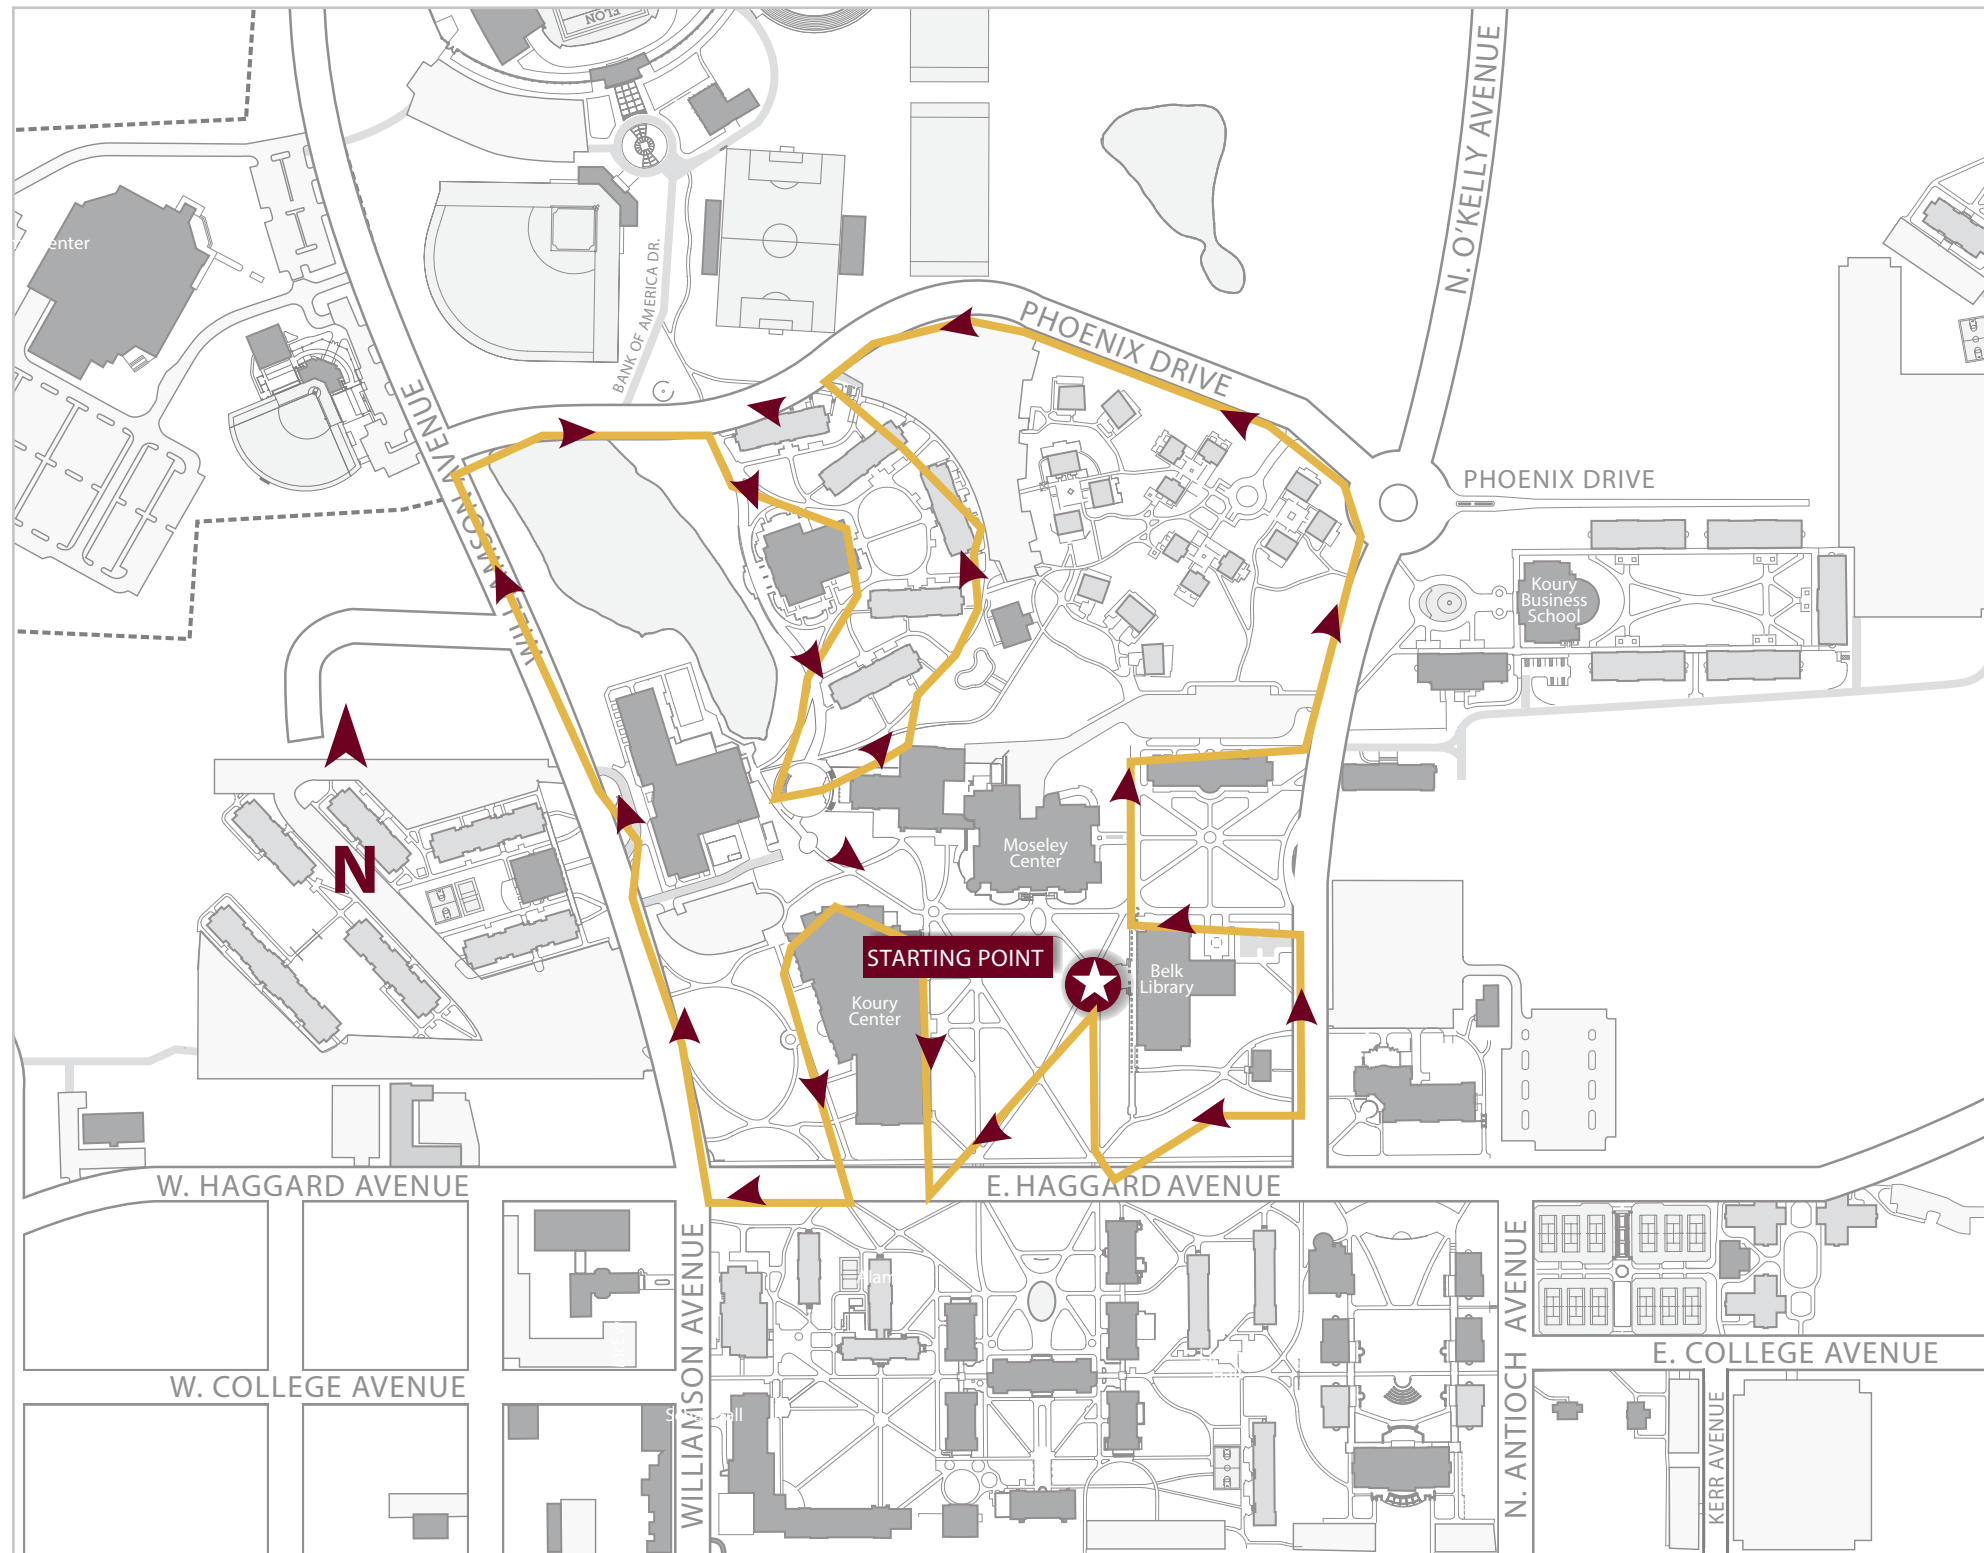 ELON
N. O'KELLY AVENUE
enter
BANK OF AMERICA DR.
PHOENIX DRIVE
PHOENIX DRIVE
WILLIAMSON AVENUE
Koury
Business
School
N
Moseley
Center
STARTING POINT
Belk
Library
Koury
Center
W. HAGGARD AVENUE
E. HAGGARD AVENUE
Alam
WILLIAMSON AVENUE
N. ANTIOCH AVENUE
E. COLLEGE AVENUE
W. COLLEGE AVENUE
KERR AVENUE